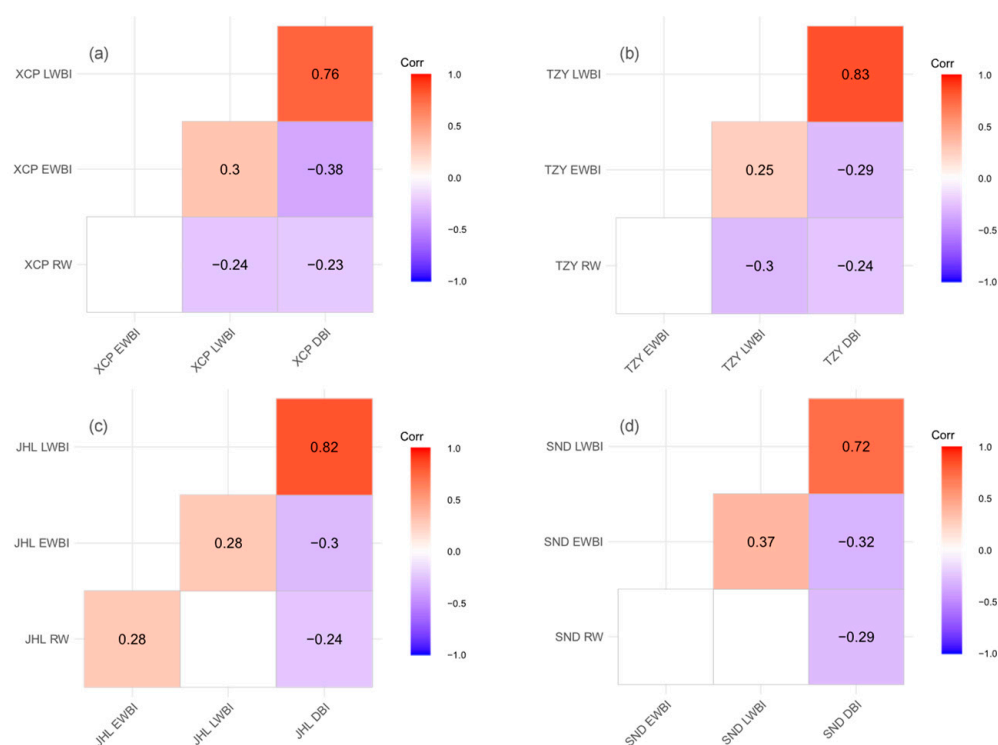 (a)
XCP LWBI
XCP EWBI
XCP RW
0.76
0.3
−0.38
−0.24
−0.23
XCP EWBI
XCP LWBI
XCP DBI
Corr
1.0
0.5
0.0
−0.5
−1.0
(b)
TZY LWBI
TZY EWBI
TZY RW
0.83
0.25
−0.29
−0.3
−0.24
TZY EWBI
TZY LWBI
TZY DBI
Corr
1.0
0.5
0.0
−0.5
−1.0
(c)
JHL LWBI
JHL EWBI
JHL RW
0.82
0.28
−0.3
0.28
−0.24
JHL EWBI
JHL LWBI
JHL DBI
Corr
1.0
0.5
0.0
−0.5
−1.0
(d)
SND LWBI
SND EWBI
SND RW
0.72
0.37
−0.32
−0.29
SND EWBI
SND LWBI
SND DBI
Corr
1.0
0.5
0.0
−0.5
−1.0